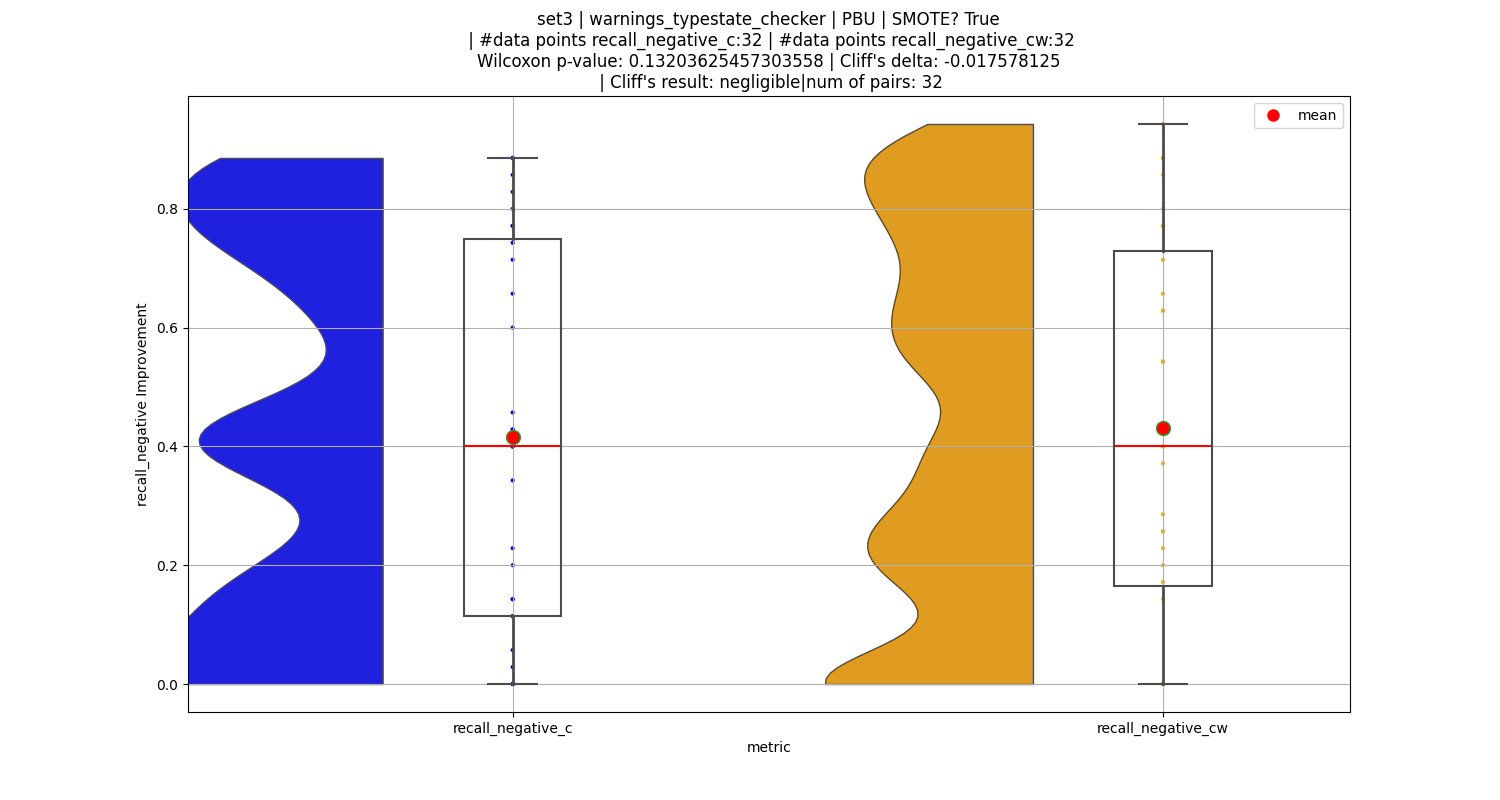 set3 | warnings_typestate_checker | PBU | SMOTE? True
| #data points recall_negative_c:32 | #data points recall_negative_cw:32
Wilcoxon p-value: 0.13203625457303558 | Cliff's delta: -0.017578125
| Cliff's result: negligible|num of pairs: 32
mean
recall_negative Improvement
0.8
0.6
0.4
0.2
0.0
recall_negative_c
recall_negative_cw
metric